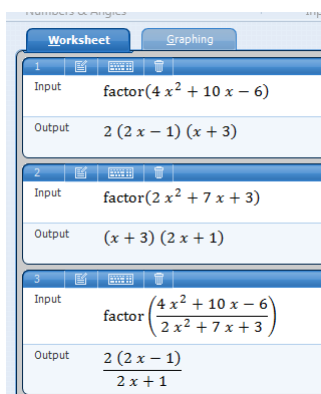 Numbers & Angles
Worksheet Graphing
1
Input factor(4 x² + 10 x − 6)
Output 2 (2 x − 1) (x + 3)
2
Input factor(2 x² + 7 x + 3)
Output (x + 3) (2 x + 1)
3
Input factor((4 x² + 10 x − 6)/(2 x² + 7 x + 3))
Output (2 (2 x − 1))/(2 x + 1)